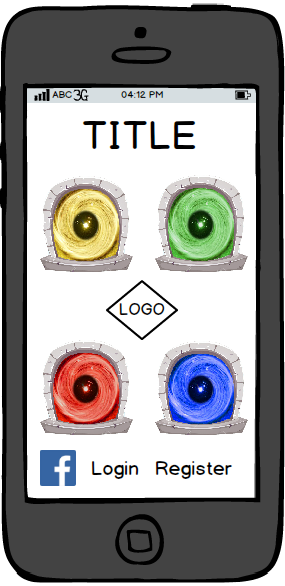 ABC 3G 04:12 PM
TITLE
LOGO
f Login Register